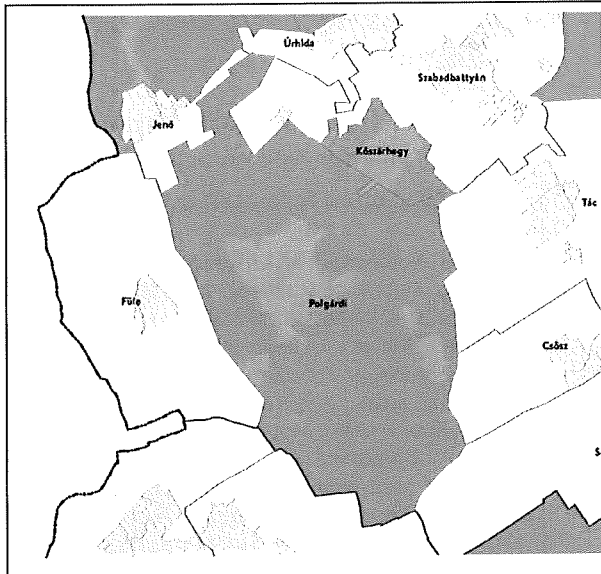 Úrhida
Szabadbattyán
Jenő
Kőszárhegy
Tác
Füle
Polgárdi
Csősz
S